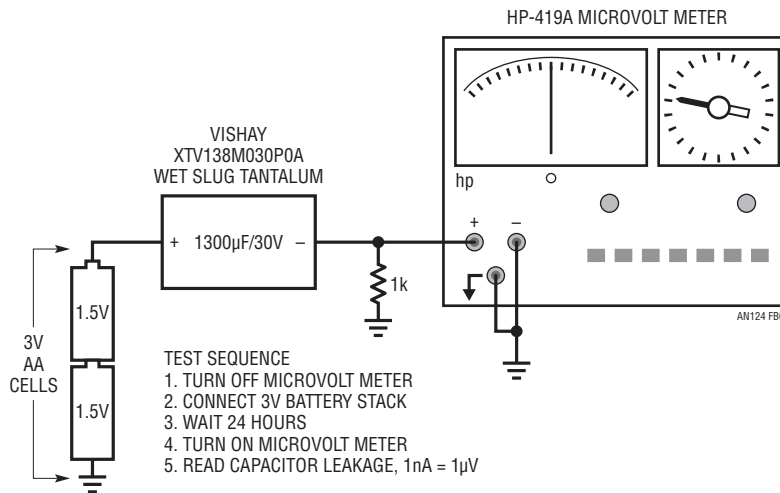 HP-419A MICROVOLT METER
VISHAY
XTV138M030P0A
WET SLUG TANTALUM
hp
+ 1300µF/30V –
+ –
1k
AN124 FB
3V
AA
CELLS
1.5V
1.5V
TEST SEQUENCE
1. TURN OFF MICROVOLT METER
2. CONNECT 3V BATTERY STACK
3. WAIT 24 HOURS
4. TURN ON MICROVOLT METER
5. READ CAPACITOR LEAKAGE, 1nA = 1µV